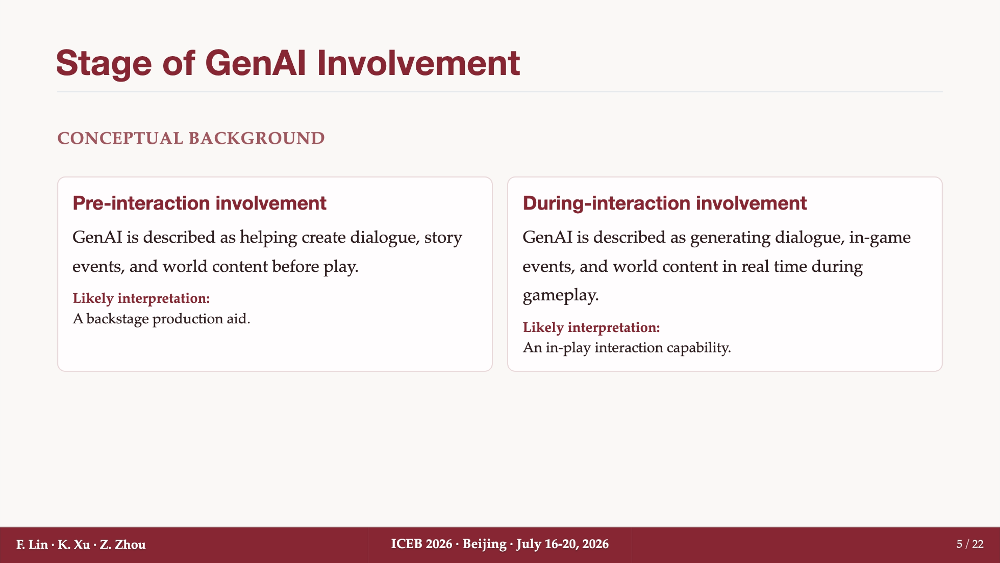 Stage of GenAI Involvement
CONCEPTUAL BACKGROUND
Pre-interaction involvement
GenAI is described as helping create dialogue, story
events, and world content before play.
Likely interpretation:
A backstage production aid.
During-interaction involvement
GenAI is described as generating dialogue, in-game
events, and world content in real time during
gameplay.
Likely interpretation:
An in-play interaction capability.
F. Lin · K. Xu · Z. Zhou
ICEB 2026 · Beijing · July 16-20, 2026
5 / 22